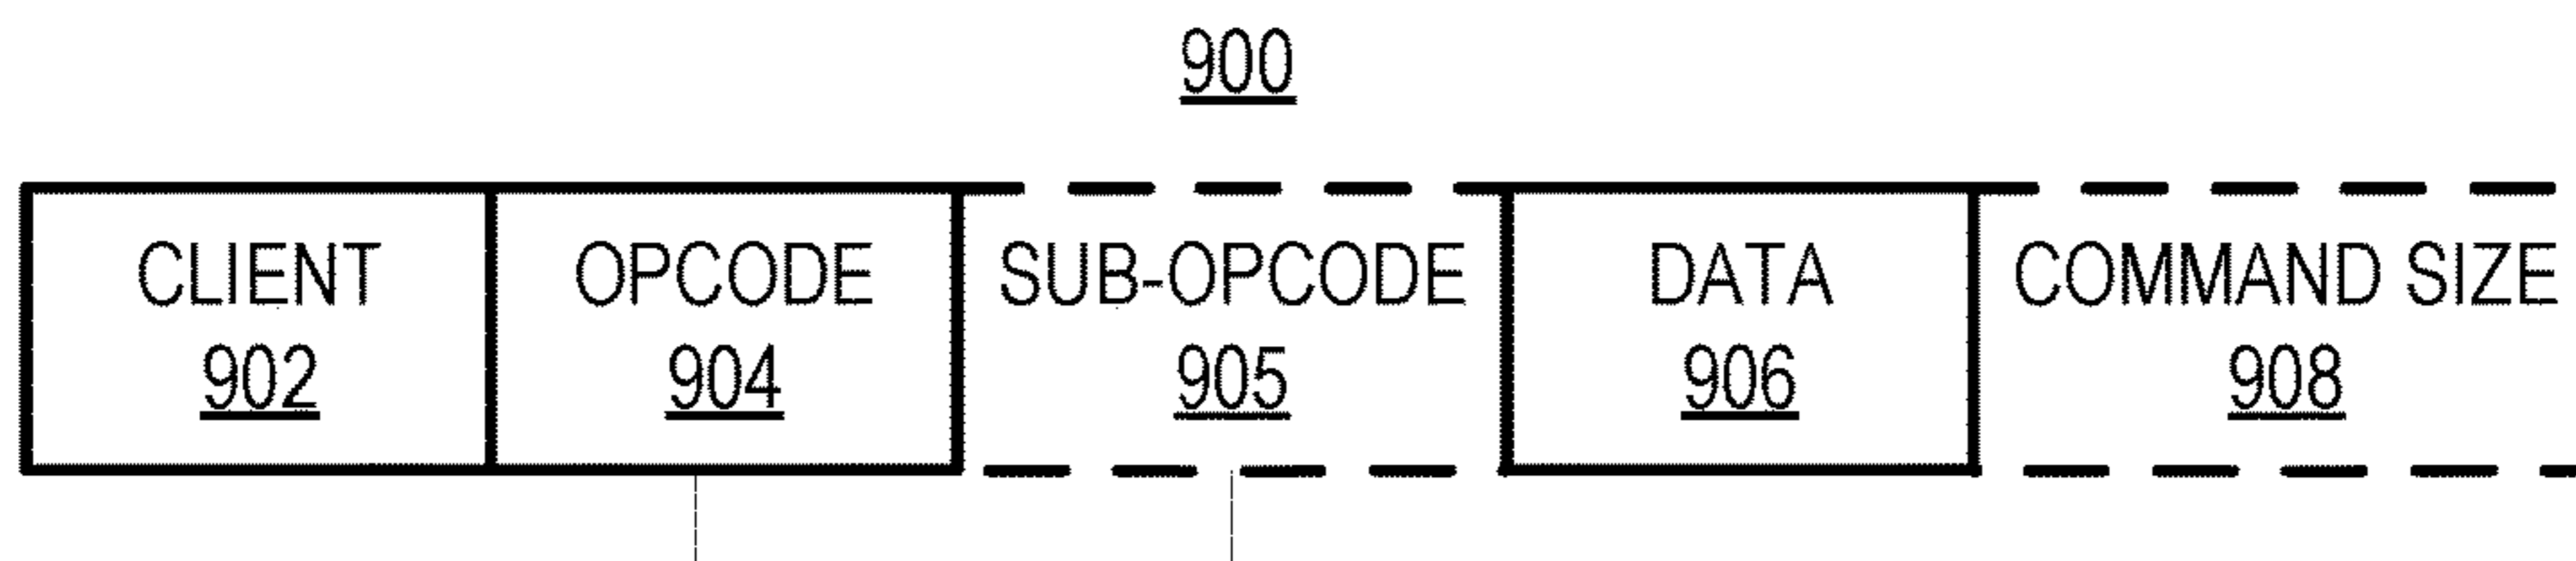 900
CLIENT OPCODE SUB-OPCODE DATA COMMAND SIZE
902 904 905 906 908